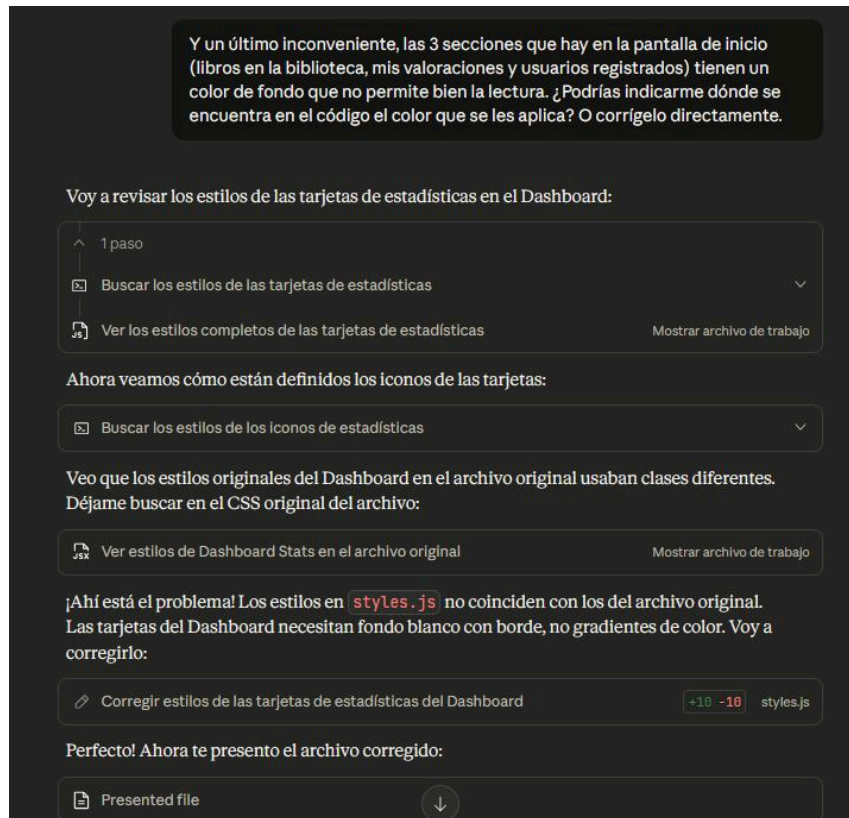 Y un último inconveniente, las 3 secciones que hay en la pantalla de inicio
(libros en la biblioteca, mis valoraciones y usuarios registrados) tienen un
color de fondo que no permite bien la lectura. ¿Podrías indicarme dónde se
encuentra en el código el color que se les aplica? O corrígelo directamente.
Voy a revisar los estilos de las tarjetas de estadísticas en el Dashboard:
1 paso
Buscar los estilos de las tarjetas de estadísticas
JS Ver los estilos completos de las tarjetas de estadísticas Mostrar archivo de trabajo
Ahora veamos cómo están definidos los iconos de las tarjetas:
Buscar los estilos de los iconos de estadísticas
Veo que los estilos originales del Dashboard en el archivo original usaban clases diferentes.
Déjame buscar en el CSS original del archivo:
JSX Ver estilos de Dashboard Stats en el archivo original Mostrar archivo de trabajo
¡Ahí está el problema! Los estilos en styles.js no coinciden con los del archivo original.
Las tarjetas del Dashboard necesitan fondo blanco con borde, no gradientes de color. Voy a
corregirlo:
Corregir estilos de las tarjetas de estadísticas del Dashboard +10 -10 styles.js
Perfecto! Ahora te presento el archivo corregido:
Presented file